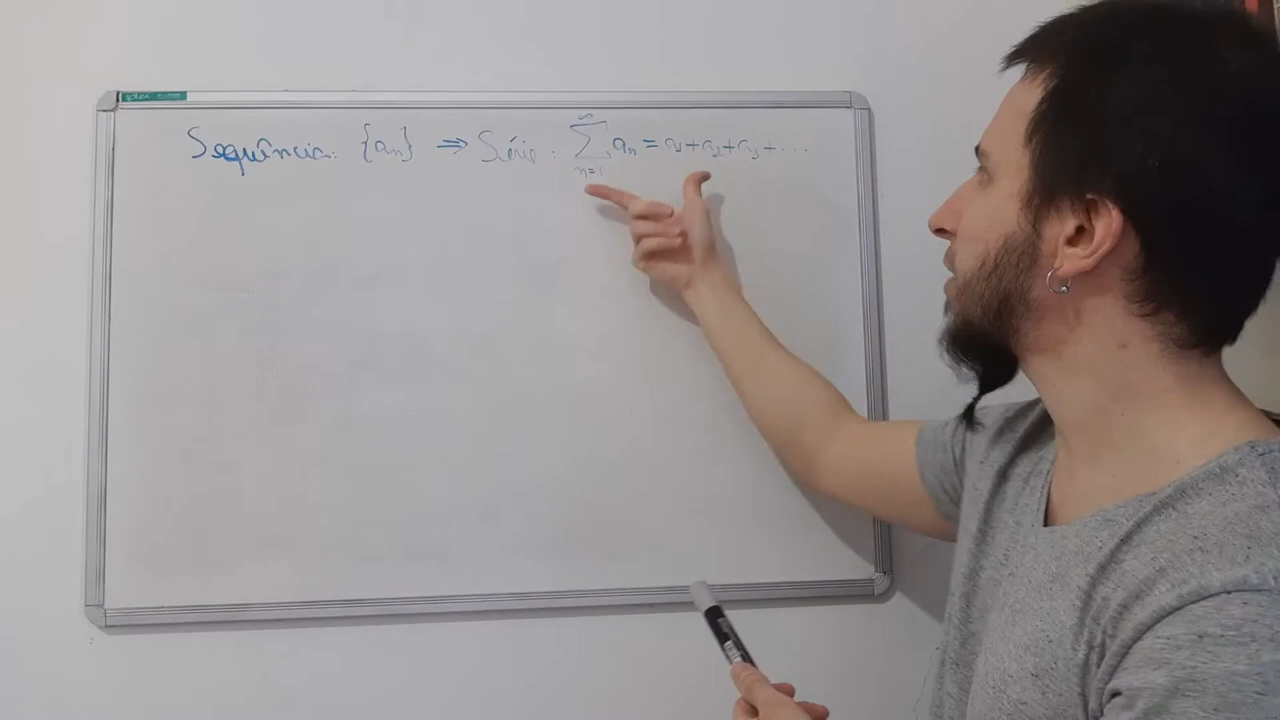 Sequência: {aₙ} ⇒ Série: ∑_{n=1}^{∞} aₙ = a₁+a₂+a₃+...